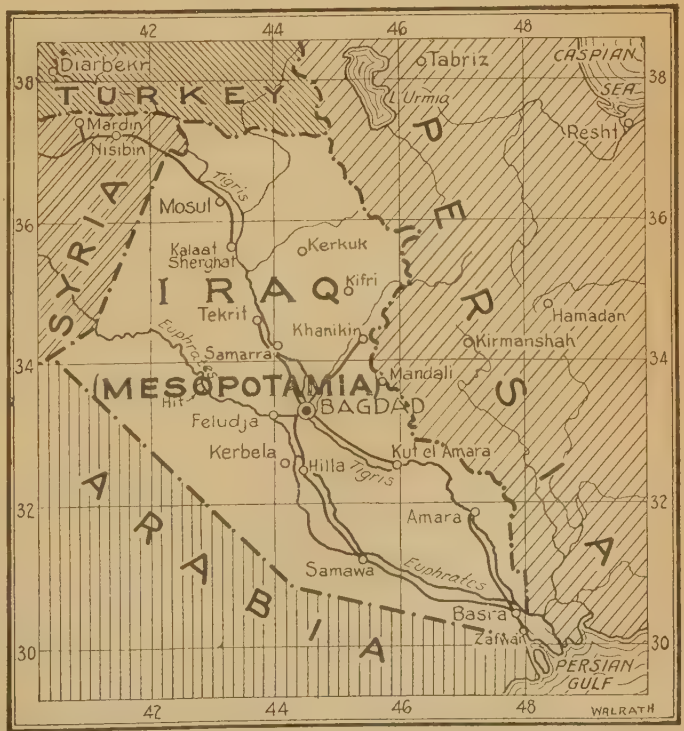 42 44 46 48
38 Diarbekr Tabriz CASPIAN 38
SEA
L'Urmia
TURKEY
Mardin
Nisibin
Resht
Tigris
Mosul
36 36
SYRIA
PERSIA
Kalaat
Sherghat
Kerkuk
IRAQ
Kifri
Hamadan
Tekrit
Khanikin
Kirmanshah
Euphrates
Samarra
34 34
(MESOPOTAMIA)
Mandali
Hit
BAGDAD
Feludja
Kerbela
Hilla
Tigris
Kut el Amara
32 32
ARABIA
Amara
Samawa
Euphrates
Basra
Zafwan
30 30
PERSIAN
GULF
42 44 46 48
WALRATH